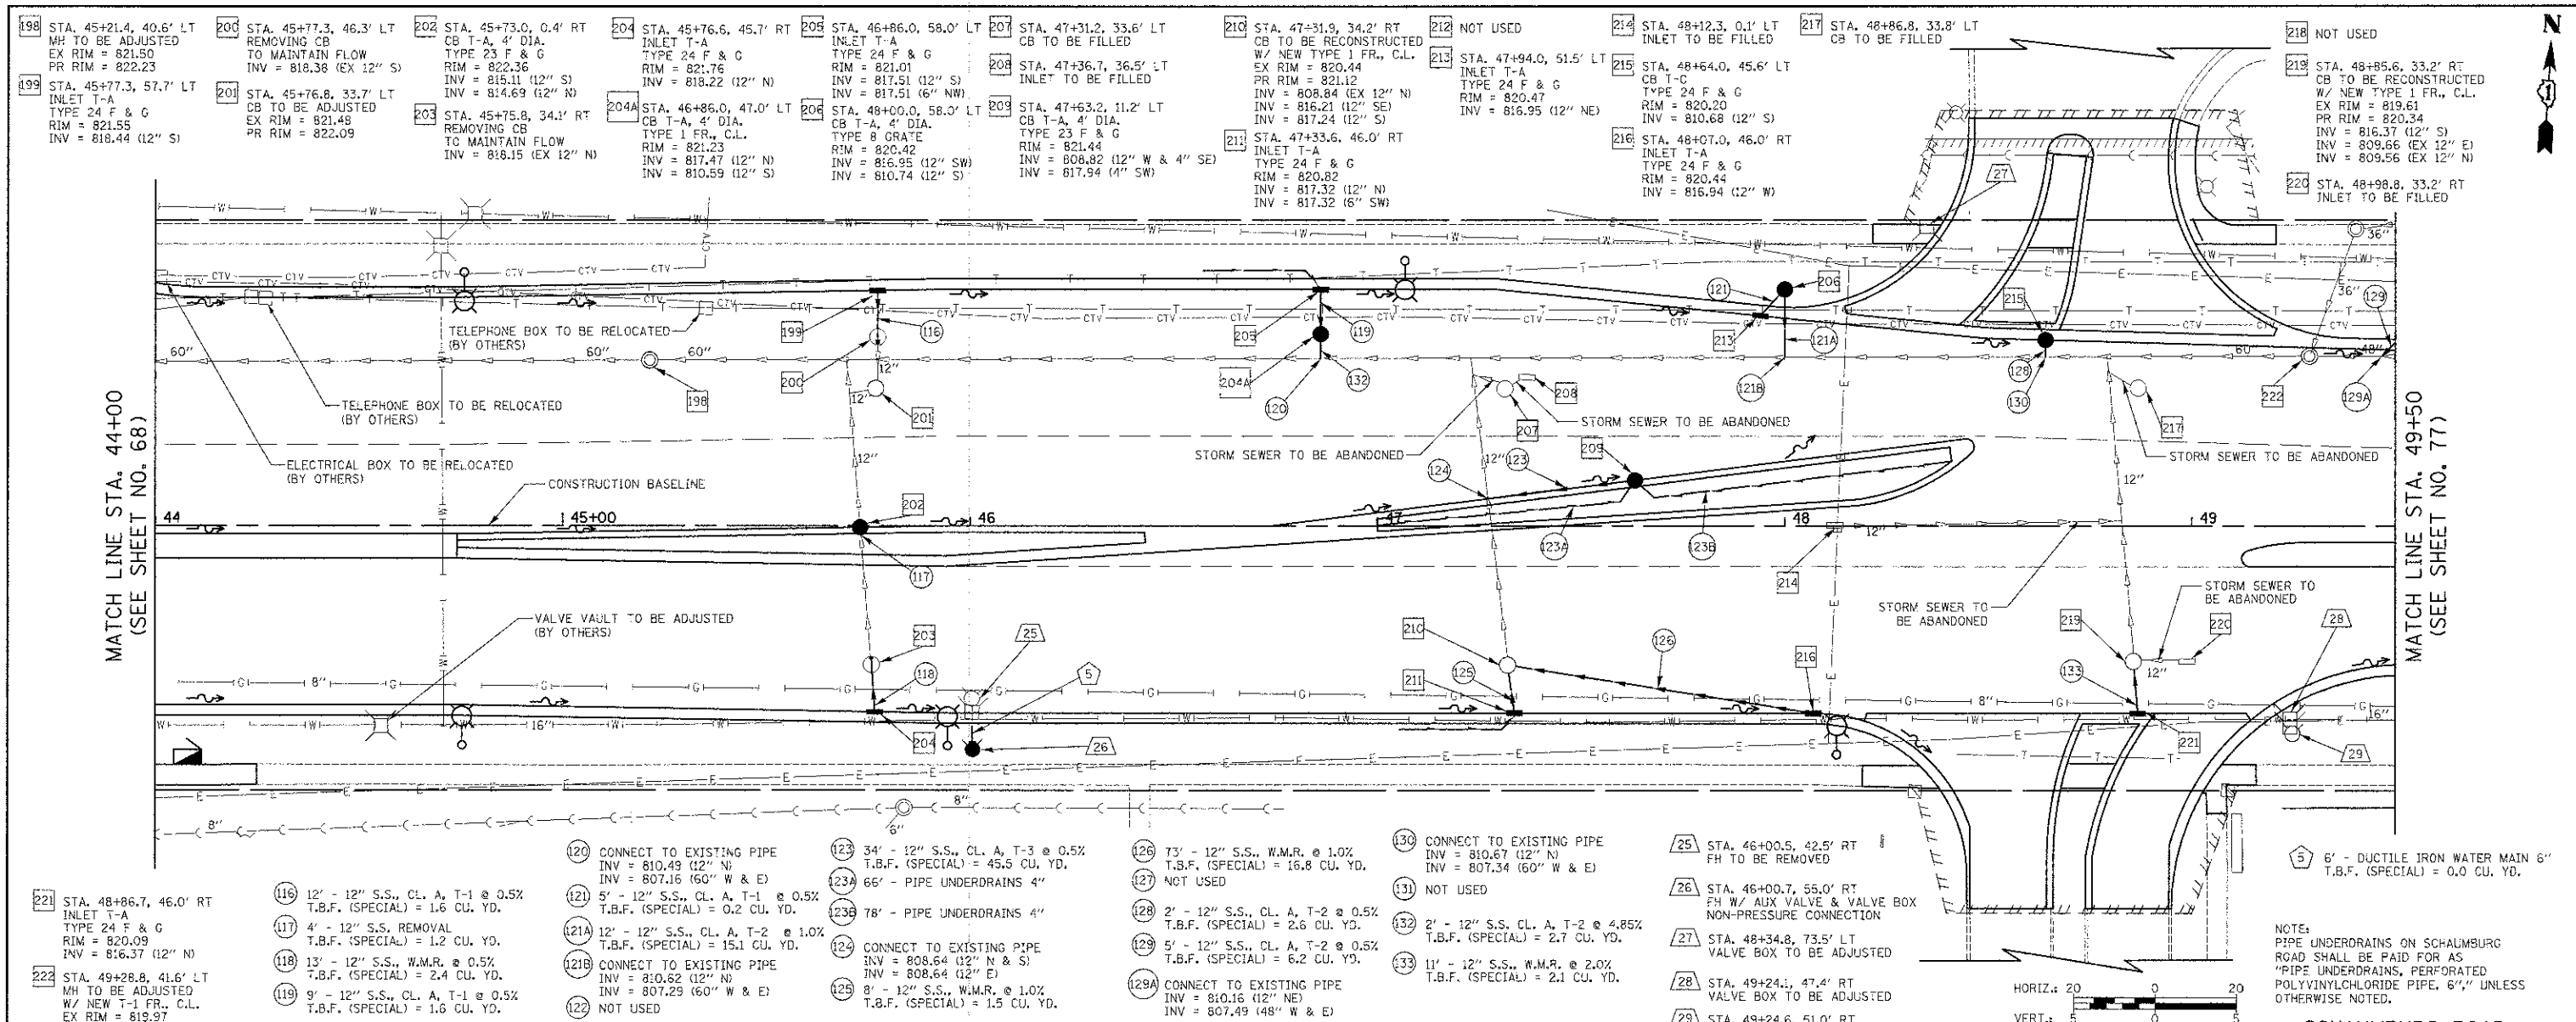 198 STA. 45+21.4, 40.6' LT
MH TO BE ADJUSTED
EX RIM = 821.50
PR RIM = 822.23
199 STA. 45+77.3, 57.7' LT
INLET T-A
TYPE 24 F & G
RIM = 821.55
INV = 818.44 (12" S)
200 STA. 45+77.3, 46.3' LT
REMOVING CB
TO MAINTAIN FLOW
INV = 818.38 (EX 12" S)
201 STA. 45+76.8, 33.7' LT
CB TO BE ADJUSTED
EX RIM = 821.48
PR RIM = 822.09
202 STA. 45+73.0, 0.4' RT
CB T-A, 4' DIA.
TYPE 23 F & G
RIM = 822.36
INV = 815.11 (12" S)
INV = 814.69 (12" N)
203 STA. 45+75.8, 34.1' RT
REMOVING CB
TO MAINTAIN FLOW
INV = 818.15 (EX 12" N)
204 STA. 45+76.6, 45.7' RT
INLET T-A
TYPE 24 F & G
RIM = 821.76
INV = 818.22 (12" N)
204A STA. 46+86.0, 47.0' LT
CB T-A, 4' DIA.
TYPE 1 FR., C.L.
RIM = 821.23
INV = 817.47 (12" N)
INV = 810.59 (12" S)
205 STA. 46+86.0, 58.0' LT
INLET T-A
TYPE 24 F & G
RIM = 821.01
INV = 817.51 (12" S)
INV = 817.51 (6" NW)
206 STA. 48+00.0, 58.0' LT
CB T-A, 4' DIA.
TYPE 8 GRATE
RIM = 820.42
INV = 816.95 (12" SW)
INV = 810.74 (12" S)
207 STA. 47+31.2, 33.6' LT
CB TO BE FILLED
208 STA. 47+36.7, 36.5' LT
INLET TO BE FILLED
209 STA. 47+63.2, 11.2' LT
CB T-A, 4' DIA.
TYPE 23 F & G
RIM = 821.44
INV = 808.82 (12" W & 4" SE)
INV = 817.94 (4" SW)
210 STA. 47+31.9, 34.2' RT
CB TO BE RECONSTRUCTED
W/ NEW TYPE 1 FR., C.L.
EX RIM = 820.44
PR RIM = 821.12
INV = 808.84 (EX 12" N)
INV = 816.21 (12" SE)
INV = 817.24 (12" S)
211 STA. 47+33.6, 46.0' RT
INLET T-A
TYPE 24 F & G
RIM = 820.82
INV = 817.32 (12" N)
INV = 817.32 (6" SW)
212 NOT USED
213 STA. 47+94.0, 51.5' LT
INLET T-A
TYPE 24 F & G
RIM = 820.47
INV = 816.95 (12" NE)
214 STA. 48+12.3, 0.1' LT
INLET TO BE FILLED
215 STA. 48+64.0, 45.6' LT
CB T-C
TYPE 24 F & G
RIM = 820.20
INV = 810.68 (12" S)
216 STA. 48+07.0, 46.0' RT
INLET T-A
TYPE 24 F & G
RIM = 820.44
INV = 816.94 (12" W)
217 STA. 48+86.8, 33.8' LT
CB TO BE FILLED
218 NOT USED
219 STA. 48+85.6, 33.2' RT
CB TO BE RECONSTRUCTED
W/ NEW TYPE 1 FR., C.L.
EX RIM = 819.61
PR RIM = 820.34
INV = 816.37 (12" S)
INV = 809.66 (EX 12" E)
INV = 809.56 (EX 12" N)
220 STA. 48+98.8, 33.2' RT
INLET TO BE FILLED
N
MATCH LINE STA. 44+00
(SEE SHEET NO. 68)
TELEPHONE BOX TO BE RELOCATED
(BY OTHERS)
TELEPHONE BOX TO BE RELOCATED
(BY OTHERS)
ELECTRICAL BOX TO BE RELOCATED
(BY OTHERS)
CONSTRUCTION BASELINE
VALVE VAULT TO BE ADJUSTED
(BY OTHERS)
STORM SEWER TO BE ABANDONED
STORM SEWER TO BE ABANDONED
STORM SEWER TO BE ABANDONED
STORM SEWER TO
BE ABANDONED
STORM SEWER TO
BE ABANDONED
44 45+00 46 47 48 49
MATCH LINE STA. 49+50
(SEE SHEET NO. 77)
221 STA. 48+86.7, 46.0' RT
INLET T-A
TYPE 24 F & G
RIM = 820.09
INV = 816.37 (12" N)
222 STA. 49+28.8, 41.6' LT
MH TO BE ADJUSTED
W/ NEW T-1 FR., C.L.
EX RIM = 819.97
116 12' - 12" S.S., CL. A, T-1 @ 0.5%
T.B.F. (SPECIAL) = 1.6 CU. YD.
117 4' - 12" S.S. REMOVAL
T.B.F. (SPECIAL) = 1.2 CU. YD.
118 13' - 12" S.S., W.M.R. @ 0.5%
T.B.F. (SPECIAL) = 2.4 CU. YD.
119 9' - 12" S.S., CL. A, T-1 @ 0.5%
T.B.F. (SPECIAL) = 1.6 CU. YD.
120 CONNECT TO EXISTING PIPE
INV = 810.49 (12" N)
INV = 807.16 (60" W & E)
121 5' - 12" S.S., CL. A, T-1 @ 0.5%
T.B.F. (SPECIAL) = 0.2 CU. YD.
121A 12' - 12" S.S., CL. A, T-2 @ 1.0%
T.B.F. (SPECIAL) = 15.1 CU. YD.
121B CONNECT TO EXISTING PIPE
INV = 810.62 (12" N)
INV = 807.29 (60" W & E)
122 NOT USED
123 34' - 12" S.S., CL. A, T-3 @ 0.5%
T.B.F. (SPECIAL) = 45.5 CU. YD.
123A 66' - PIPE UNDERDRAINS 4"
123B 78' - PIPE UNDERDRAINS 4"
124 CONNECT TO EXISTING PIPE
INV = 808.64 (12" N & S)
INV = 808.64 (12" E)
125 8' - 12" S.S., W.M.R. @ 1.0%
T.B.F. (SPECIAL) = 1.5 CU. YD.
126 73' - 12" S.S., W.M.R. @ 1.0%
T.B.F. (SPECIAL) = 16.8 CU. YD.
127 NOT USED
128 2' - 12" S.S., CL. A, T-2 @ 0.5%
T.B.F. (SPECIAL) = 2.6 CU. YD.
129 5' - 12" S.S., CL. A, T-2 @ 0.5%
T.B.F. (SPECIAL) = 6.2 CU. YD.
129A CONNECT TO EXISTING PIPE
INV = 810.16 (12" NE)
INV = 807.49 (48" W & E)
130 CONNECT TO EXISTING PIPE
INV = 810.67 (12" N)
INV = 807.34 (60" W & E)
131 NOT USED
132 2' - 12" S.S. CL. A, T-2 @ 4.85%
T.B.F. (SPECIAL) = 2.7 CU. YD.
133 11' - 12" S.S., W.M.R. @ 2.0%
T.B.F. (SPECIAL) = 2.1 CU. YD.
25 STA. 46+00.5, 42.5' RT
FH TO BE REMOVED
26 STA. 46+00.7, 55.0' RT
FH W/ AUX VALVE & VALVE BOX
NON-PRESSURE CONNECTION
27 STA. 48+34.8, 73.5' LT
VALVE BOX TO BE ADJUSTED
28 STA. 49+24.1, 47.4' RT
VALVE BOX TO BE ADJUSTED
29 STA. 49+24.6, 51.0' RT
5 6' - DUCTILE IRON WATER MAIN 6"
T.B.F. (SPECIAL) = 0.0 CU. YD.
NOTE:
PIPE UNDERDRAINS ON SCHAUMBURG
ROAD SHALL BE PAID FOR AS
"PIPE UNDERDRAINS, PERFORATED
POLYVINYLCHLORIDE PIPE, 6"," UNLESS
OTHERWISE NOTED.
HORIZ.: 20 0 20
VERT.: 5 0 5